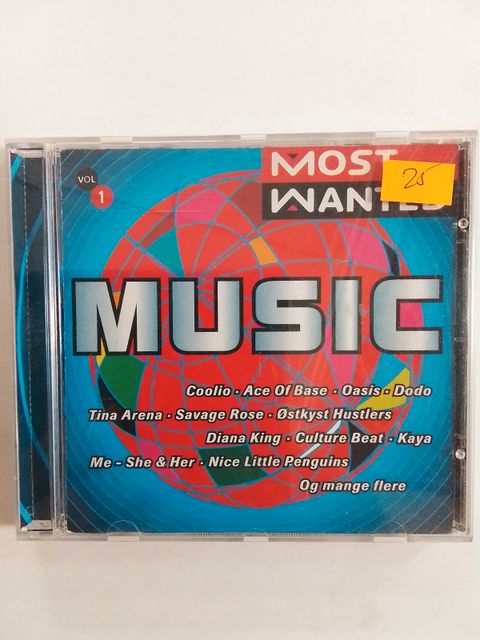 VOL
1
MOST
WANTED
25
MUSIC
Coolio · Ace Of Base · Oasis · Dodo
Tina Arena · Savage Rose · Østkyst Hustlers
Diana King · Culture Beat · Kaya
Me - She & Her · Nice Little Penguins
Og mange flere